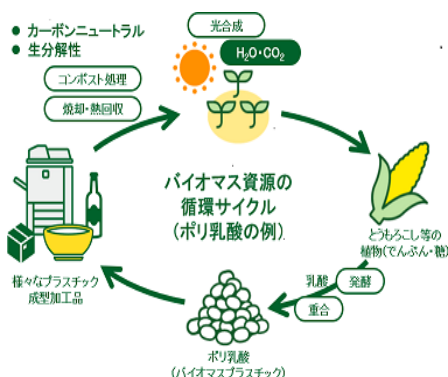 ● カーボンニュートラル
● 生分解性
光合成
H₂O・CO₂
コンポスト処理
焼却・熱回収
バイオマス資源の
循環サイクル
(ポリ乳酸の例)
とうもろこし等の
植物(でんぷん・糖)
乳酸
発酵
重合
ポリ乳酸
(バイオマスプラスチック)
様々なプラスチック
成型加工品